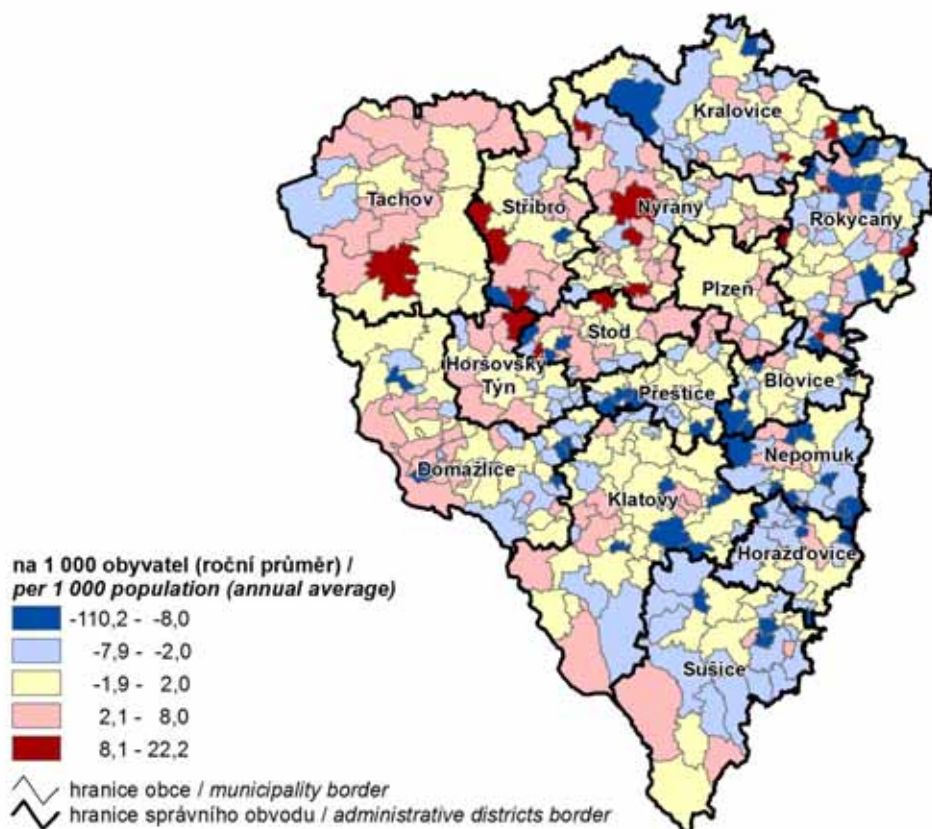 Kralovice
Tachov
Stříbro
Nýřany
Rokycany
Plzeň
Stod
Horšovský
Týn
Přeštice
Blovice
Domažlice
Nepomuk
Klatovy
Horažďovice
Sušice
na 1 000 obyvatel (roční průměr) /
per 1 000 population (annual average)
-110,2 - -8,0
-7,9 - -2,0
-1,9 - 2,0
2,1 - 8,0
8,1 - 22,2
hranice obce / municipality border
hranice správního obvodu / administrative districts border